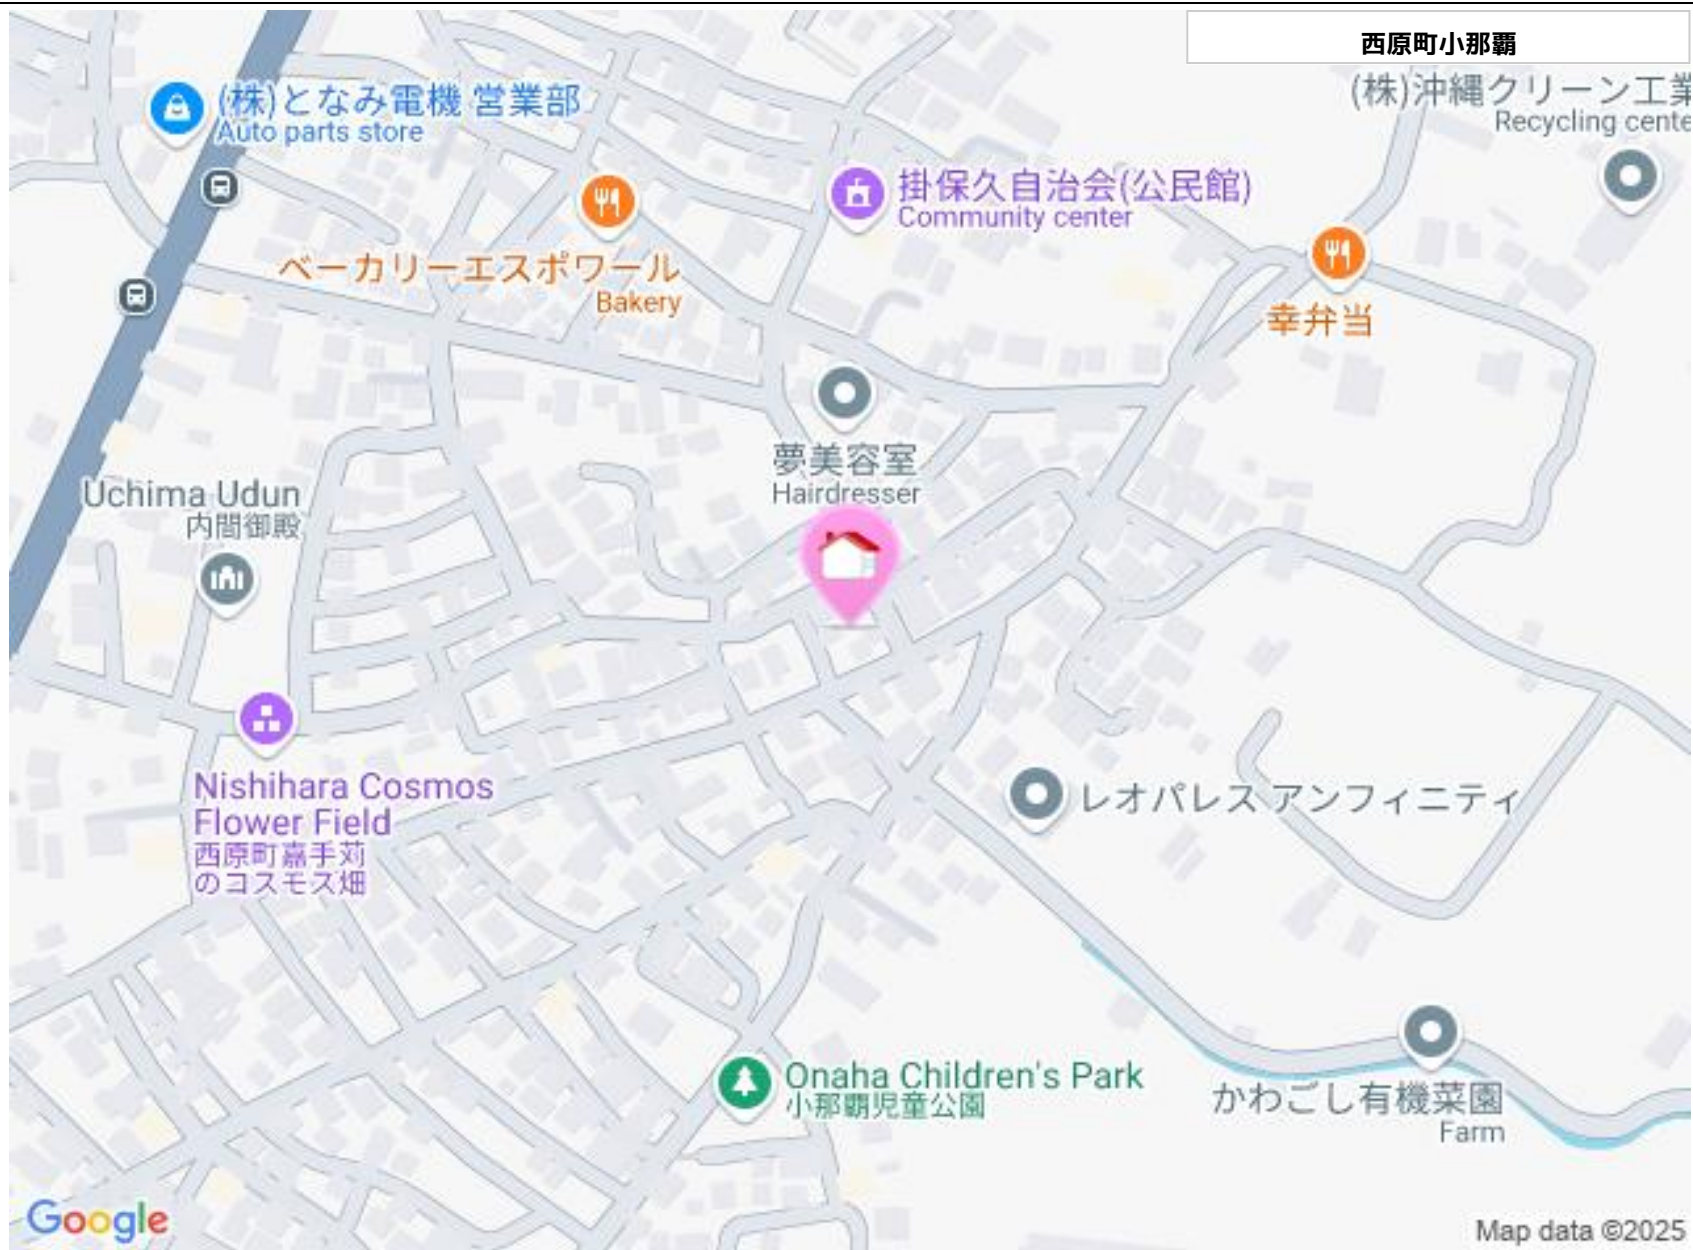 西原町小那覇
(株)沖縄クリーン工業
Recycling cente
(株)となみ電機 営業部
Auto parts store
掛保久自治会(公民館)
Community center
ベーカリーエスポワール
Bakery
幸弁当
夢美容室
Hairdresser
Uchima Udun
内間御殿
Nishihara Cosmos
Flower Field
西原町嘉手苅
のコスモス畑
レオパレス アンフィニティ
Onaha Children's Park
小那覇児童公園
かわごし有機菜園
Farm
Google
Map data ©2025